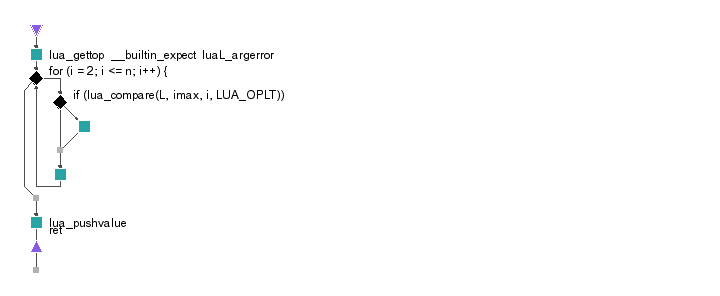 lua_gettop __builtin_expect luaL_argerror
for (i = 2; i <= n; i++) {
if (lua_compare(L, imax, i, LUA_OPLT))
lua_pushvalue
ret